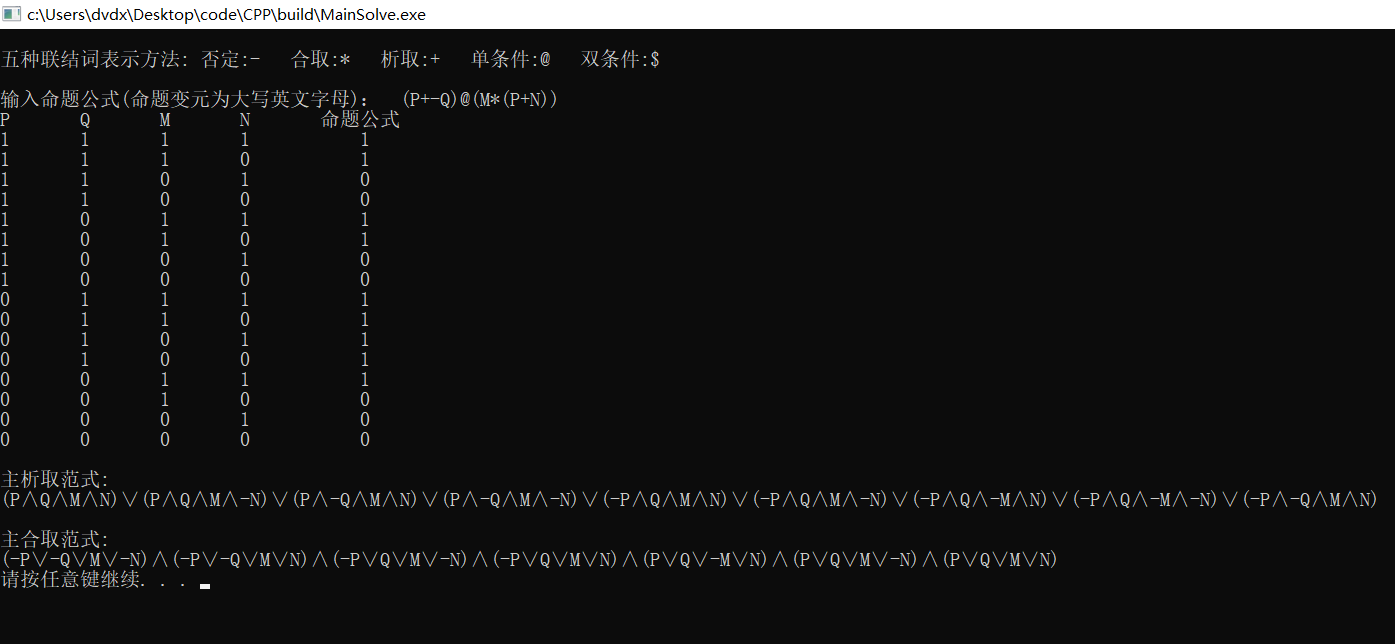 c:\Users\dvdx\Desktop\code\CPP\build\MainSolve.exe
五种联结词表示方法: 否定:- 合取:* 析取:+ 单条件:@ 双条件:$
输入命题公式(命题变元为大写英文字母): (P+-Q)@(M*(P+N))
P Q M N 命题公式
1 1 1 1 1
1 1 1 0 1
1 1 0 1 0
1 1 0 0 0
1 0 1 1 1
1 0 1 0 1
1 0 0 1 0
1 0 0 0 0
0 1 1 1 1
0 1 1 0 1
0 1 0 1 1
0 1 0 0 1
0 0 1 1 1
0 0 1 0 0
0 0 0 1 0
0 0 0 0 0
主析取范式:
(P∧Q∧M∧N)∨(P∧Q∧M∧-N)∨(P∧-Q∧M∧N)∨(P∧-Q∧M∧-N)∨(-P∧Q∧M∧N)∨(-P∧Q∧M∧-N)∨(-P∧Q∧-M∧N)∨(-P∧Q∧-M∧-N)∨(-P∧-Q∧M∧N)
主合取范式:
(-P∨-Q∨M∨-N)∧(-P∨-Q∨M∨N)∧(-P∨Q∨M∨-N)∧(-P∨Q∨M∨N)∧(P∨Q∨-M∨N)∧(P∨Q∨M∨-N)∧(P∨Q∨M∨N)
请按任意键继续. . .